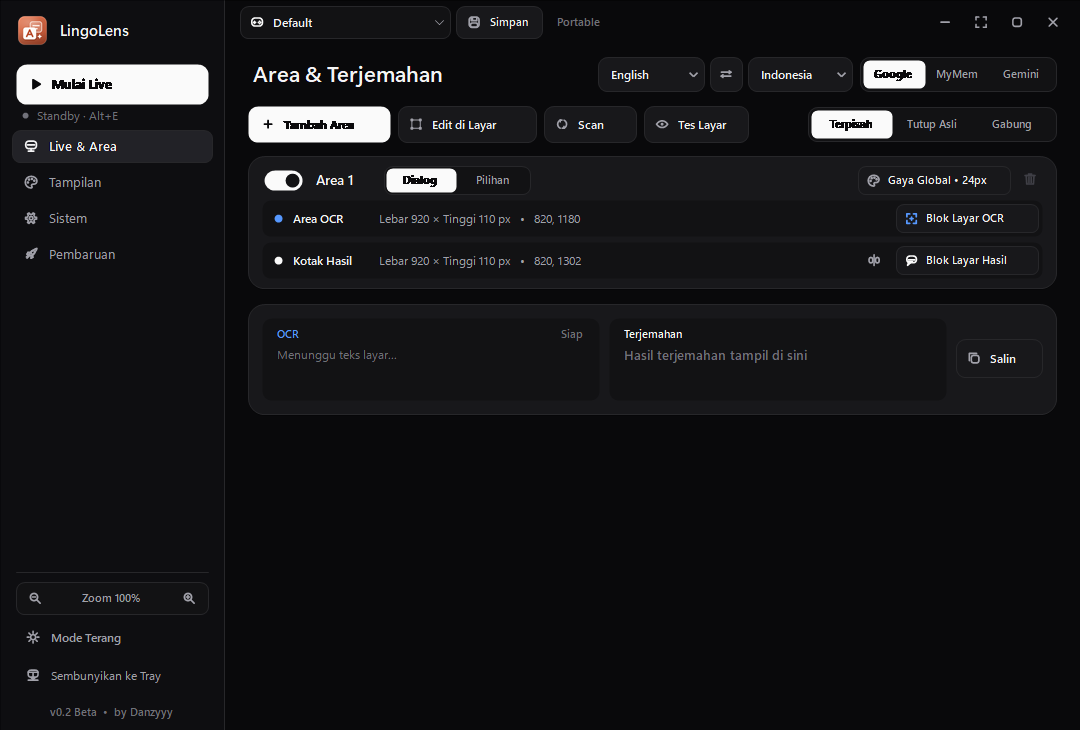 LingoLens
Default
Simpan
Portable
Mulai Live
Standby · Alt+E
Live & Area
Tampilan
Sistem
Pembaruan
Area & Terjemahan
English
Indonesia
Google
MyMem
Gemini
+ Tambah Area
Edit di Layar
Scan
Tes Layar
Terpisah
Tutup Asli
Gabung
Area 1
Dialog
Pilihan
Gaya Global • 24px
Area OCR
Lebar 920 × Tinggi 110 px • 820, 1180
Blok Layar OCR
Kotak Hasil
Lebar 920 × Tinggi 110 px • 820, 1302
Blok Layar Hasil
OCR
Siap
Menunggu teks layar...
Terjemahan
Hasil terjemahan tampil di sini
Salin
Zoom 100%
Mode Terang
Sembunyikan ke Tray
v0.2 Beta • by Danzyyy